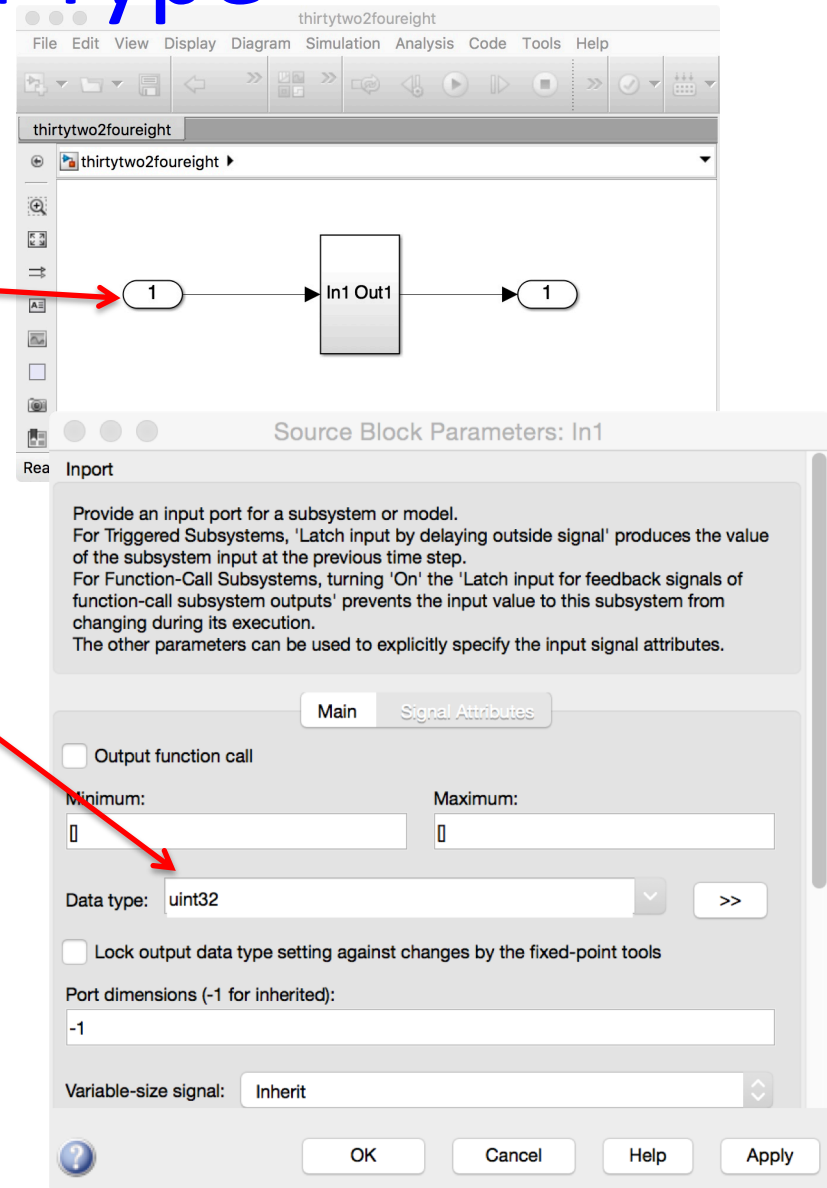 thirtytwo2foureight
File Edit View Display Diagram Simulation Analysis Code Tools Help
thirtytwo2foureight
thirtytwo2foureight
1
In1 Out1
1
Source Block Parameters: In1
Rea
Inport
Provide an input port for a subsystem or model.
For Triggered Subsystems, 'Latch input by delaying outside signal' produces the value
of the subsystem input at the previous time step.
For Function-Call Subsystems, turning 'On' the 'Latch input for feedback signals of
function-call subsystem outputs' prevents the input value to this subsystem from
changing during its execution.
The other parameters can be used to explicitly specify the input signal attributes.
Main Signal Attributes
Output function call
Minimum: Maximum:
[] []
Data type: uint32 >>
Lock output data type setting against changes by the fixed-point tools
Port dimensions (-1 for inherited):
-1
Variable-size signal: Inherit
? OK Cancel Help Apply